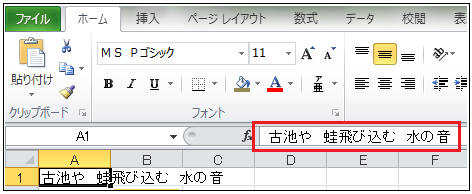 ファイル ホーム 挿入 ページ レイアウト 数式 データ 校閲
ＭＳ Ｐゴシック 11 A A
貼り付け B I U ア亜
クリップボード フォント
A1 fx 古池や　蛙飛び込む　水の音
A B C D E F
1 古池や　蛙飛び込む　水の音